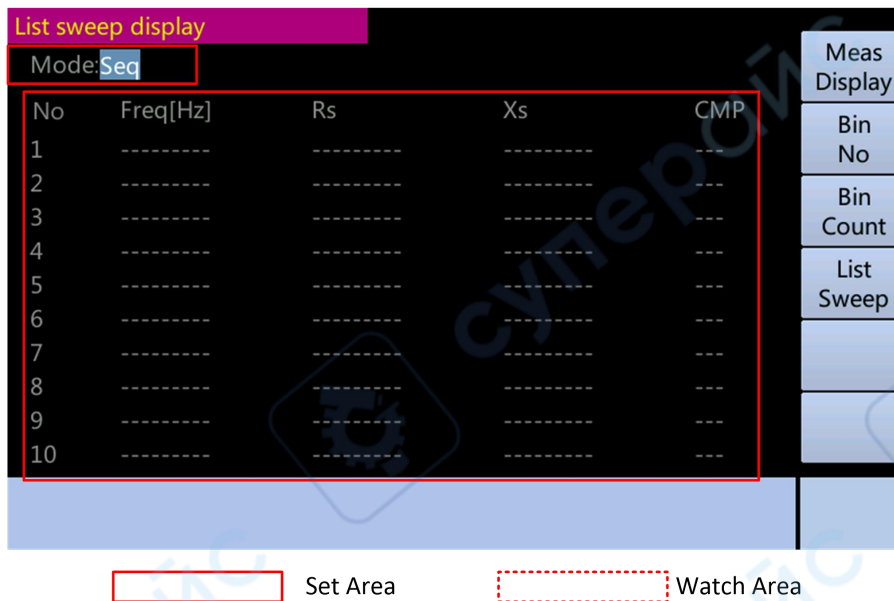 List sweep display
Mode:Seq
No Freq[Hz] Rs Xs CMP
1 --------- --------- --------- ---
2 --------- --------- --------- ---
3 --------- --------- --------- ---
4 --------- --------- --------- ---
5 --------- --------- --------- ---
6 --------- --------- --------- ---
7 --------- --------- --------- ---
8 --------- --------- --------- ---
9 --------- --------- --------- ---
10 --------- --------- --------- ---
Meas
Display
Bin
No
Bin
Count
List
Sweep
Set Area
Watch Area
суперайс